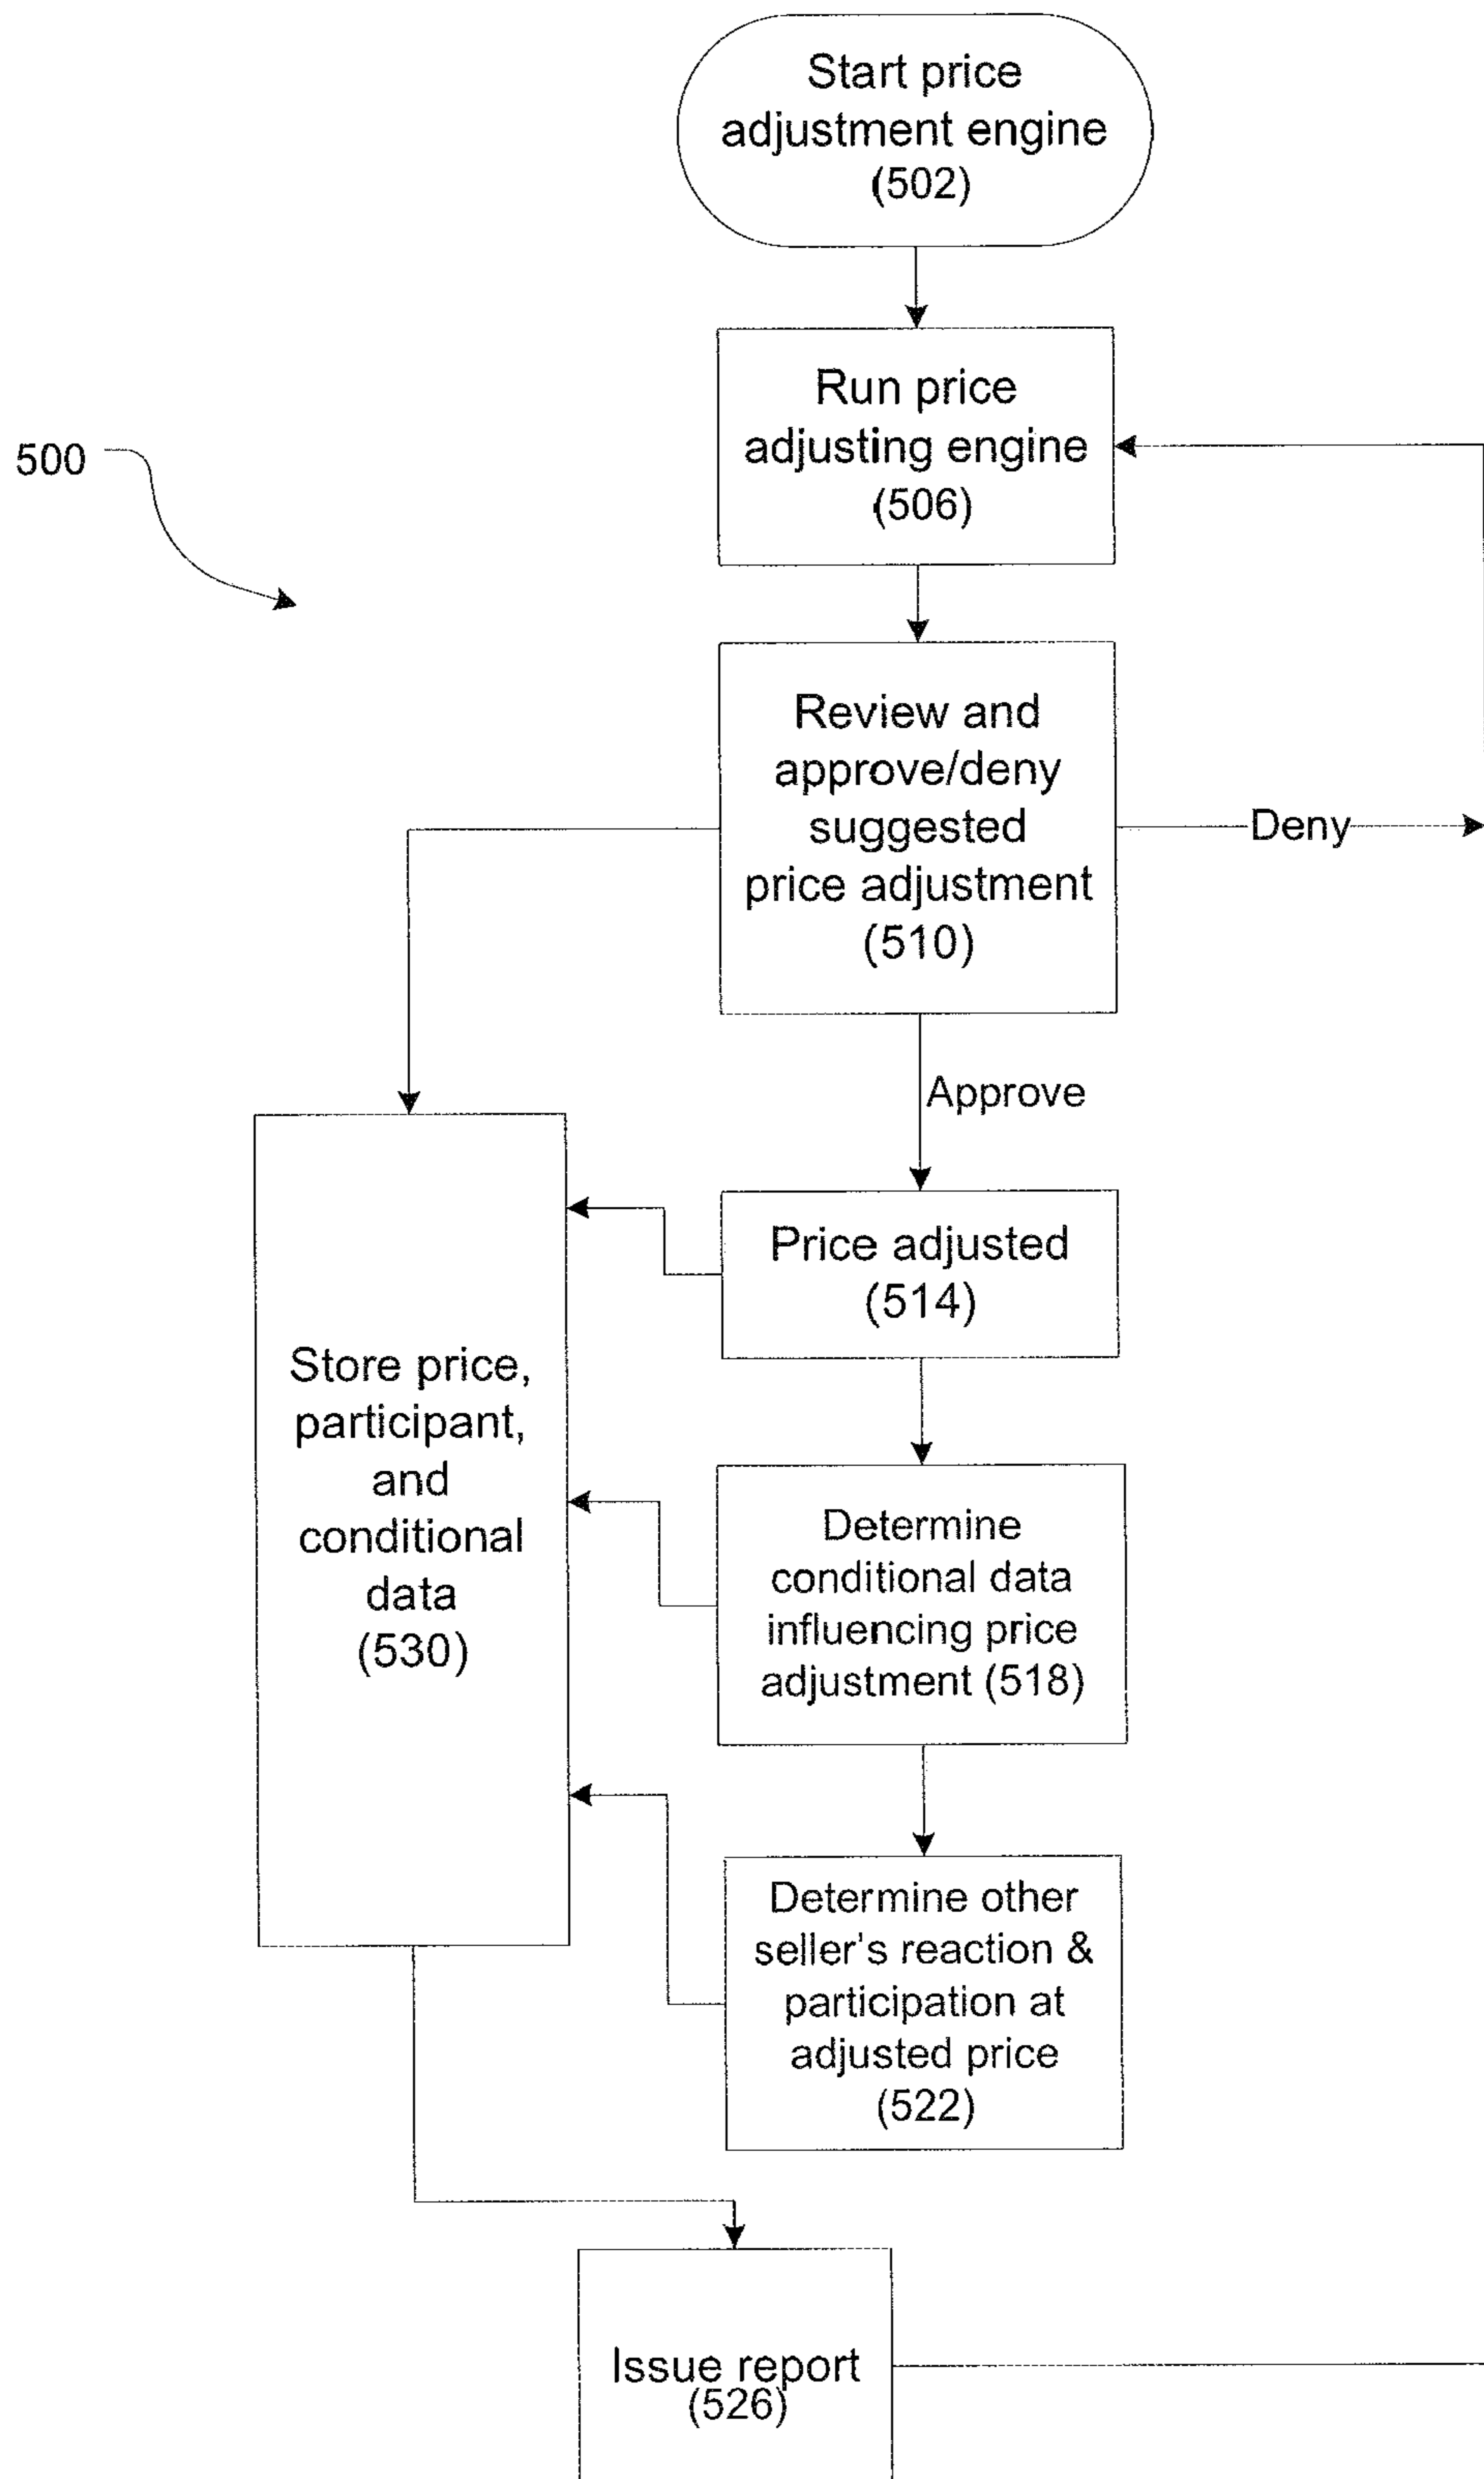 Start price
adjustment engine
(502)
Run price
adjusting engine
(506)
500
Review and
approve/deny
suggested
price adjustment
(510)
Deny
Approve
Price adjusted
(514)
Store price,
participant,
and
conditional
data
(530)
Determine
conditional data
influencing price
adjustment (518)
Determine other
seller's reaction &
participation at
adjusted price
(522)
Issue report
(526)